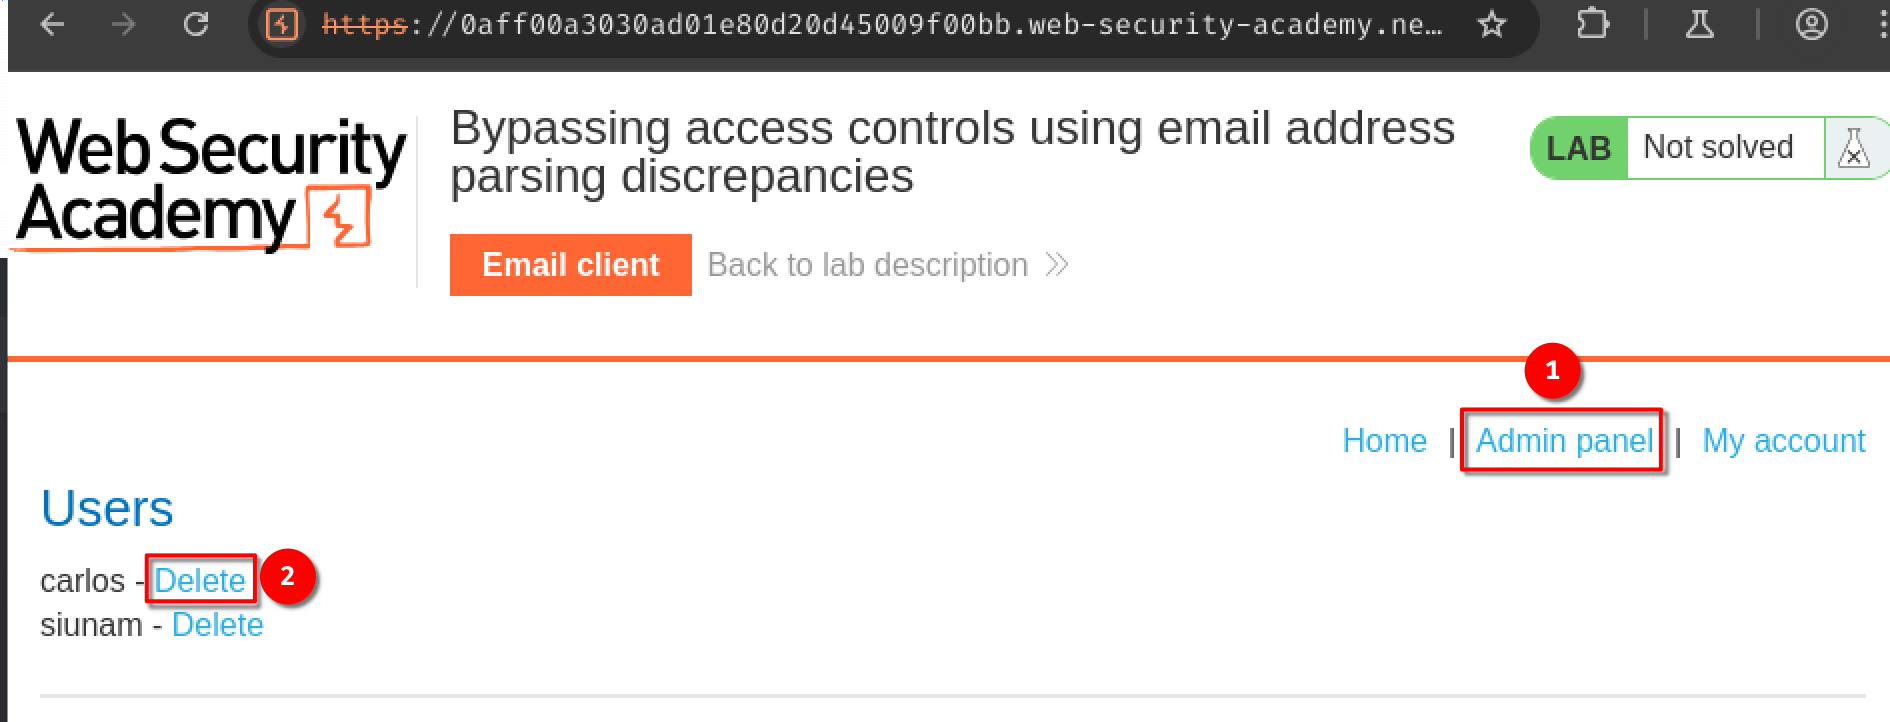 https://0aff00a3030ad01e80d20d45009f00bb.web-security-academy.ne…
Web Security
Academy
Bypassing access controls using email address
parsing discrepancies
LAB Not solved
Email client Back to lab description
1
Home | Admin panel | My account
Users
carlos - Delete 2
siunam - Delete